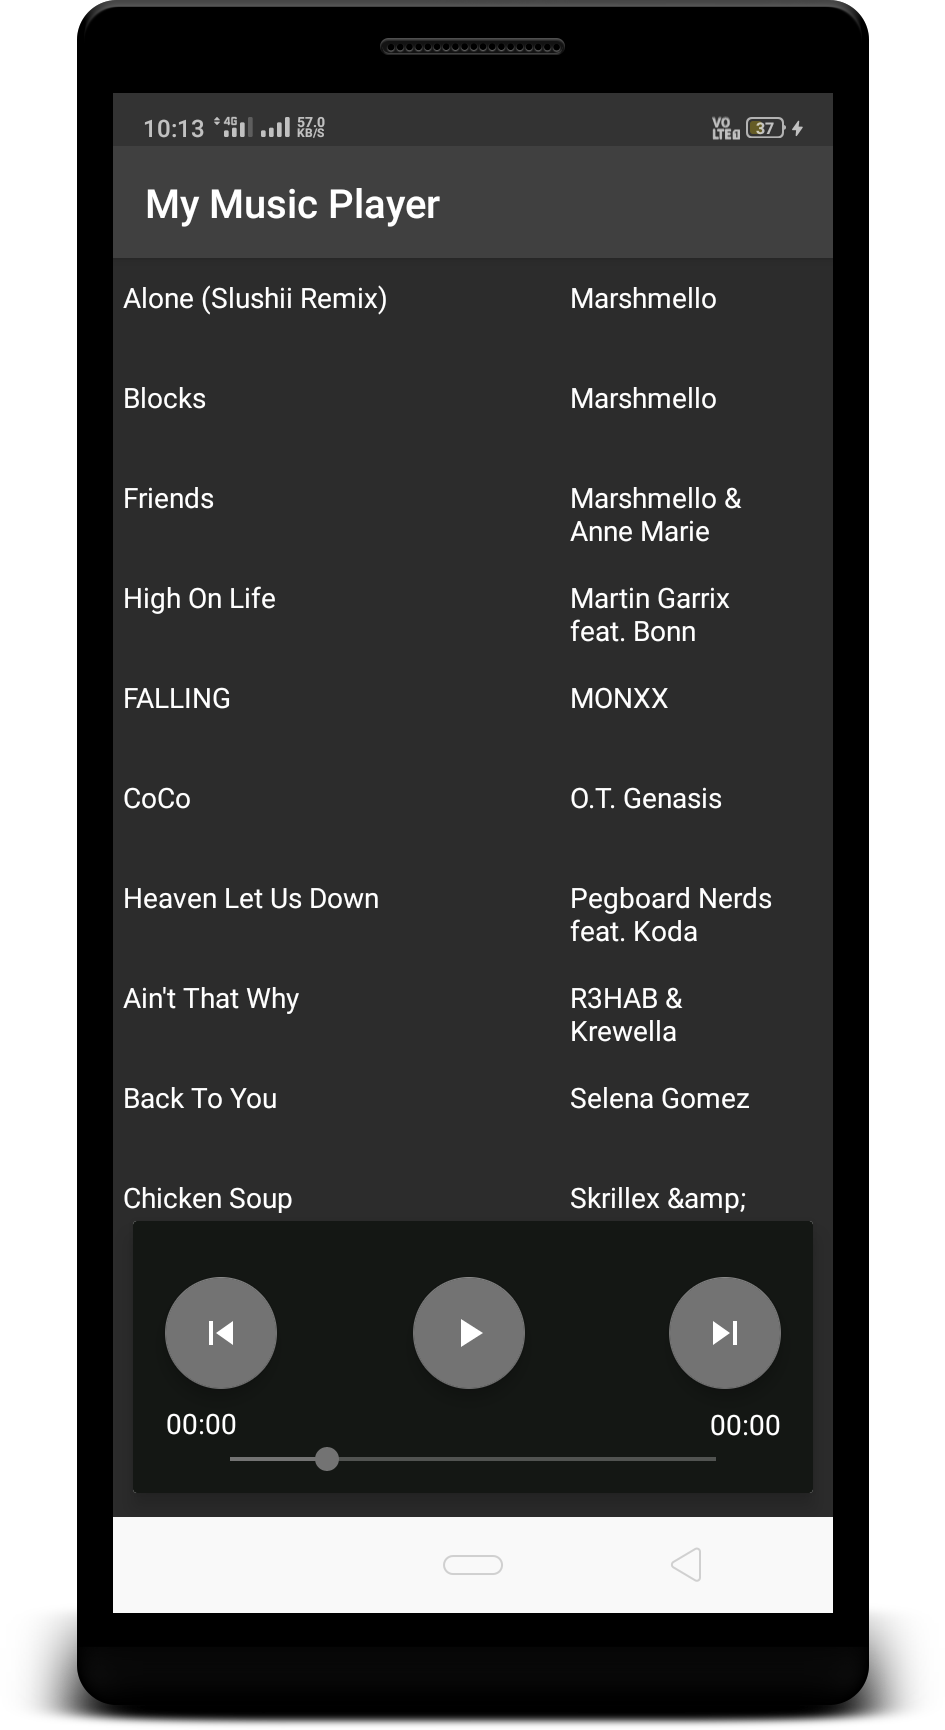 10:13 4G 57.0 KB/S VO LTE 37
My Music Player
Alone (Slushii Remix) Marshmello
Blocks Marshmello
Friends Marshmello &
Anne Marie
High On Life Martin Garrix
feat. Bonn
FALLING MONXX
CoCo O.T. Genasis
Heaven Let Us Down Pegboard Nerds
feat. Koda
Ain't That Why R3HAB &
Krewella
Back To You Selena Gomez
Chicken Soup Skrillex &amp;amp;
00:00 00:00